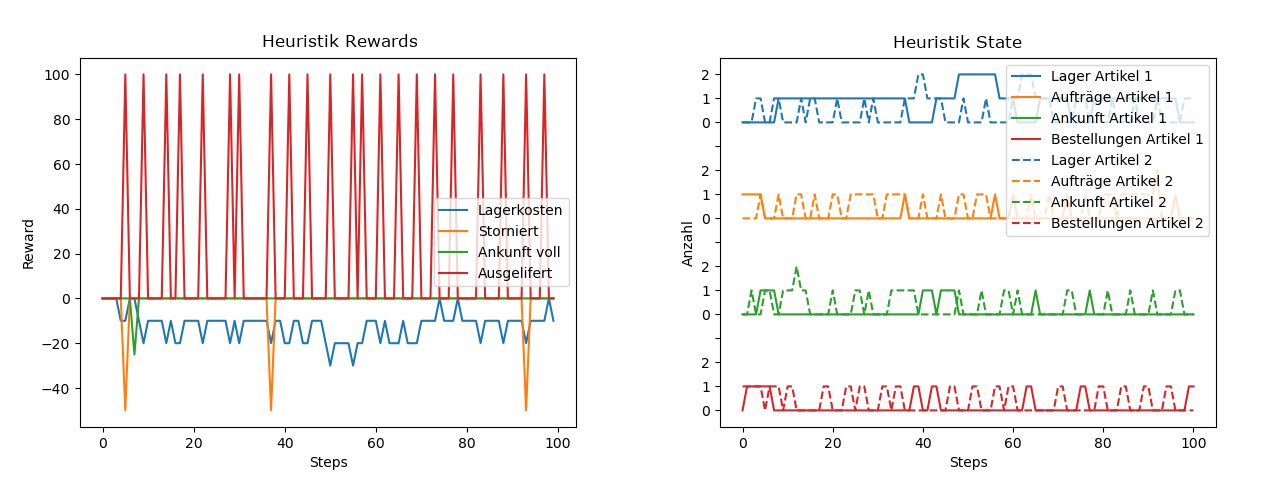 Heuristik Rewards
Reward
100
80
60
40
20
0
−20
−40
0
20
40
60
80
100
Steps
Lagerkosten
Storniert
Ankunft voll
Ausgelifert
Heuristik State
Anzahl
2
1
0
2
1
0
2
1
0
2
1
0
0
20
40
60
80
100
Steps
Lager Artikel 1
Aufträge Artikel 1
Ankunft Artikel 1
Bestellungen Artikel 1
Lager Artikel 2
Aufträge Artikel 2
Ankunft Artikel 2
Bestellungen Artikel 2